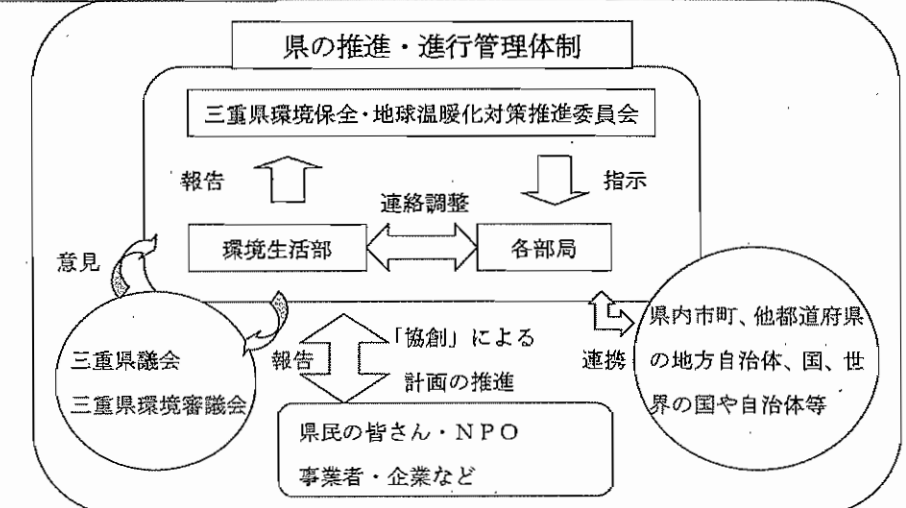 県の推進・進行管理体制
三重県環境保全・地球温暖化対策推進委員会
報告
指示
連絡調整
環境生活部
各部局
意見
三重県議会
三重県環境審議会
報告
「協創」による
計画の推進
連携
県内市町、他都道府県
の地方自治体、国、世
界の国や自治体等
県民の皆さん・NPO
事業者・企業など